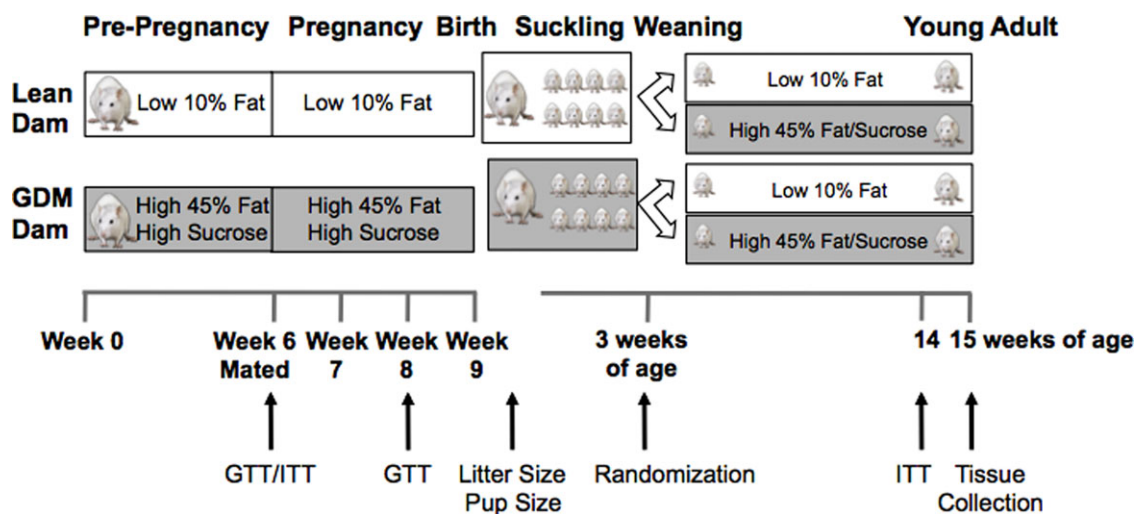 Pre-Pregnancy Pregnancy Birth Suckling Weaning Young Adult
Lean
Dam
Low 10% Fat
Low 10% Fat
Low 10% Fat
High 45% Fat/Sucrose
GDM
Dam
High 45% Fat
High Sucrose
High 45% Fat
High Sucrose
Low 10% Fat
High 45% Fat/Sucrose
Week 0
Week 6
Mated
Week
7
Week
8
Week
9
3 weeks
of age
14
15 weeks of age
GTT/ITT
GTT
Litter Size
Pup Size
Randomization
ITT
Tissue
Collection